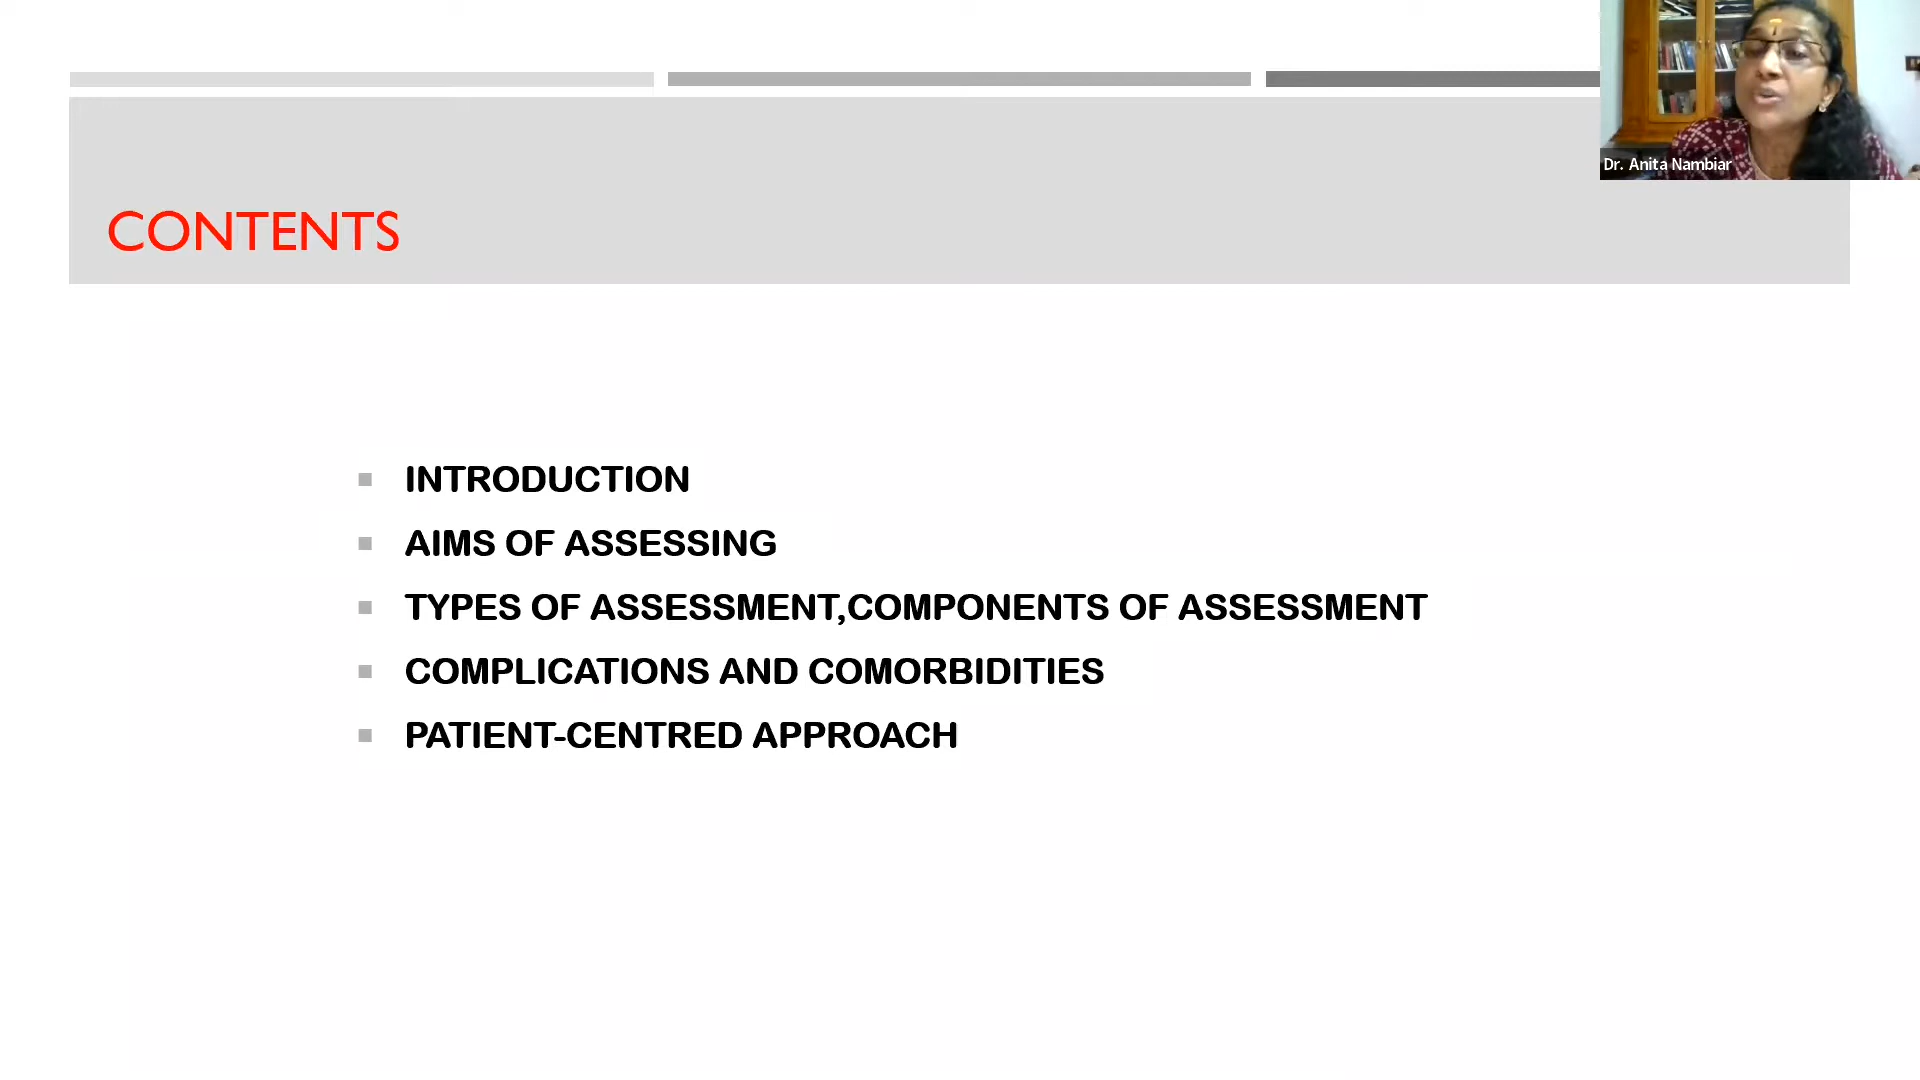 Dr. Anita Nambiar
CONTENTS
INTRODUCTION
AIMS OF ASSESSING
TYPES OF ASSESSMENT,COMPONENTS OF ASSESSMENT
COMPLICATIONS AND COMORBIDITIES
PATIENT-CENTRED APPROACH